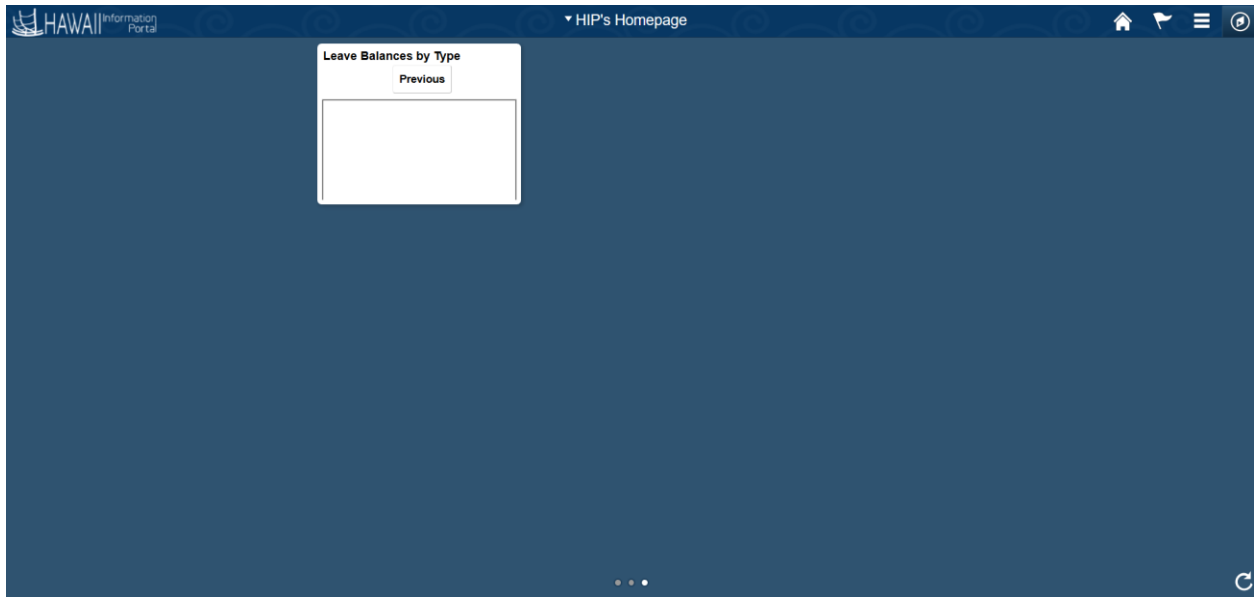 HAWAII Information Portal
HIP's Homepage
Leave Balances by Type
Previous